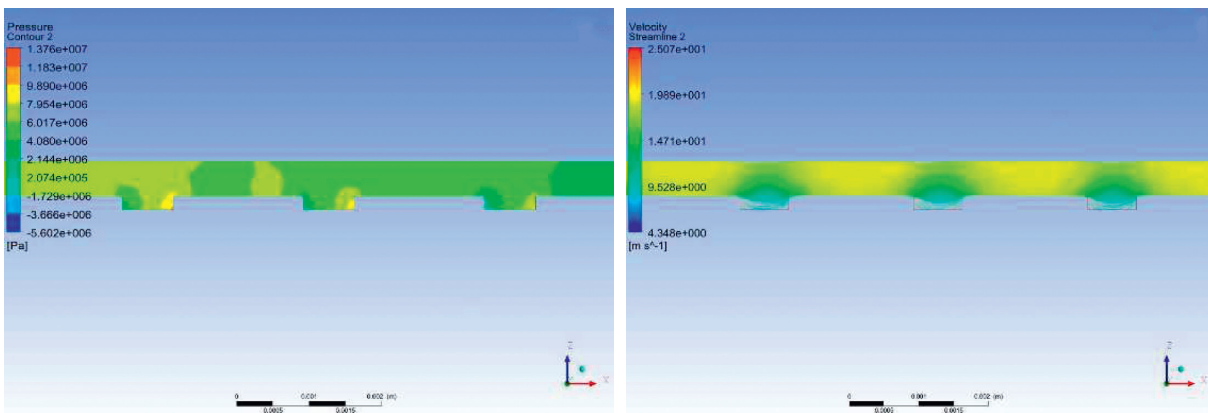 Pressure
Contour 2
1.376e+007
1.183e+007
9.890e+006
7.954e+006
6.017e+006
4.080e+006
2.144e+006
2.074e+005
-1.729e+006
-3.666e+006
-5.602e+006
[Pa]
Z
X
0 0.001 0.002 (m)
0.0005 0.0015
Velocity
Streamline 2
2.507e+001
1.989e+001
1.471e+001
9.528e+000
4.348e+000
[m s^-1]
Z
X
0 0.001 0.002 (m)
0.0005 0.0015